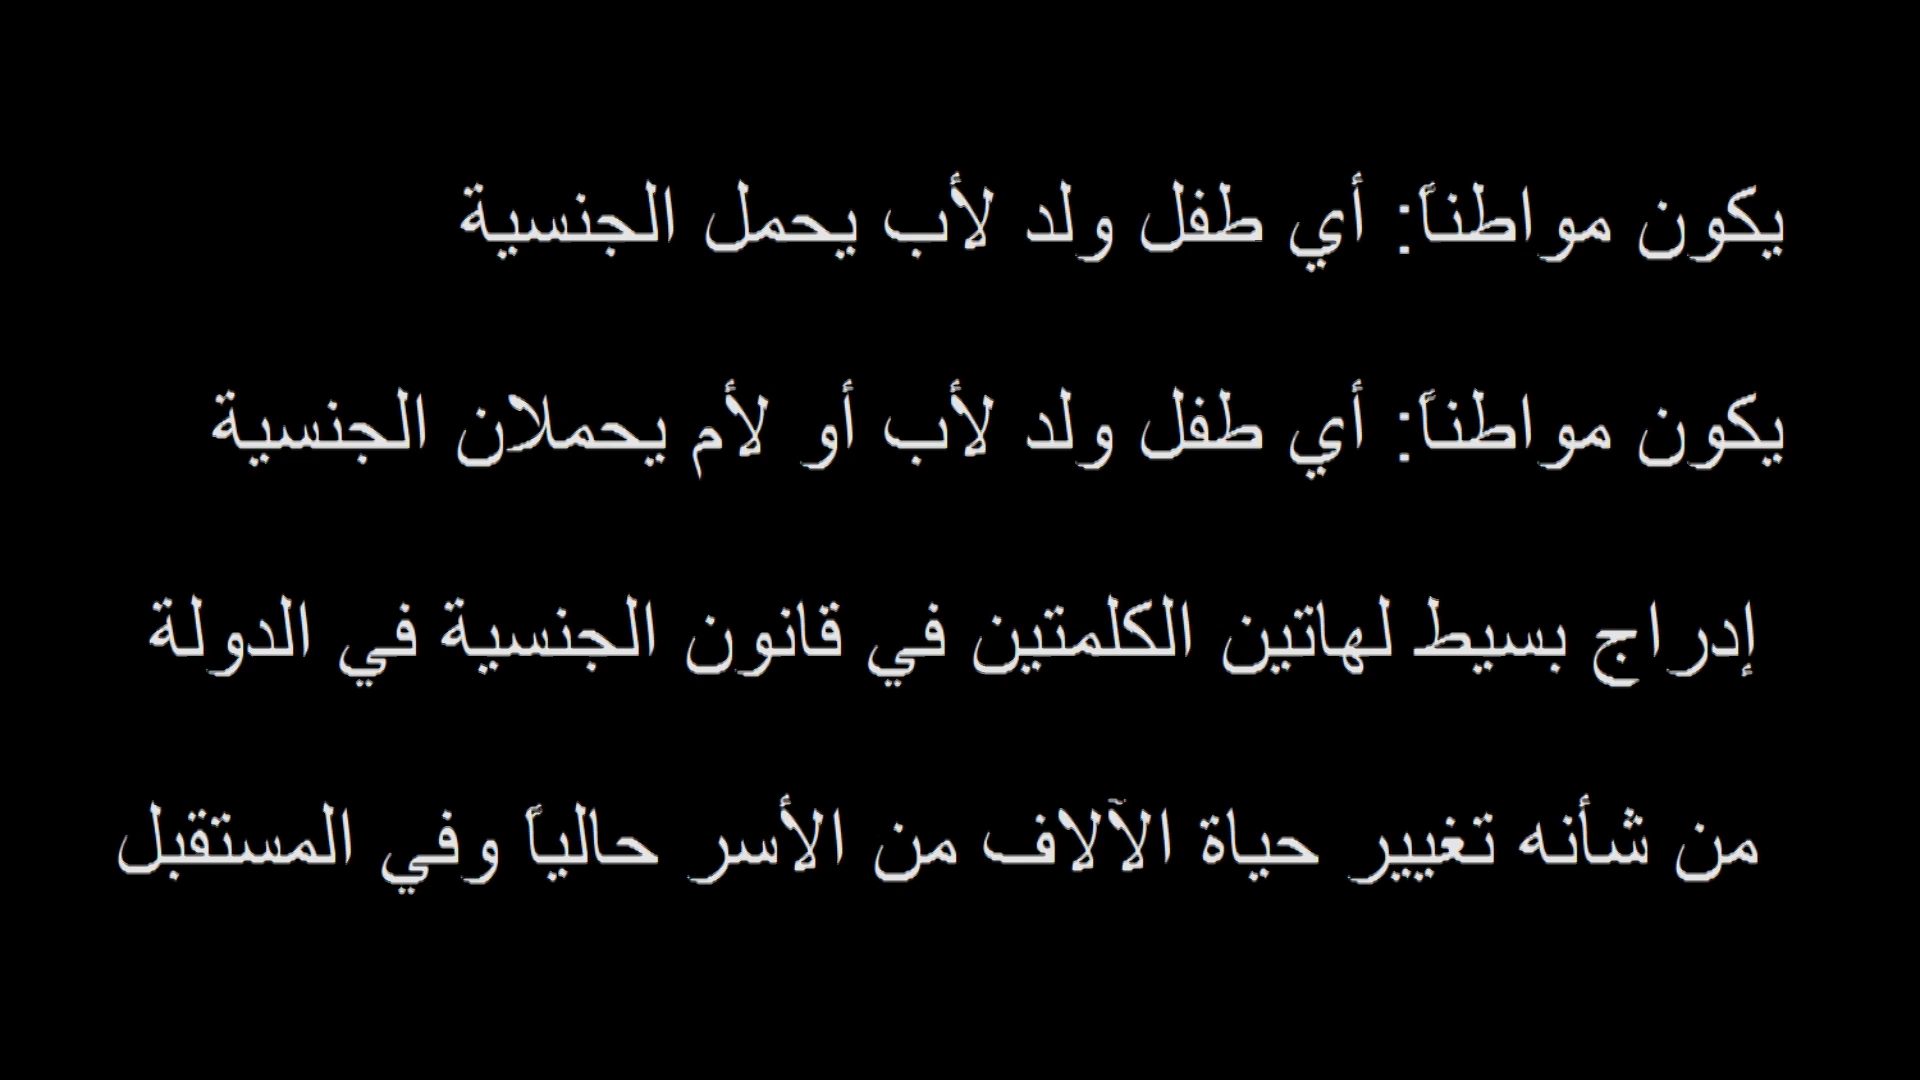 يكون مواطناً: أي طفل ولد لأب يحمل الجنسية
يكون مواطناً: أي طفل ولد لأب أو لأم يحملان الجنسية
إدراج بسيط لهاتين الكلمتين في قانون الجنسية في الدولة
من شأنه تغيير حياة الآلاف من الأسر حالياً وفي المستقبل